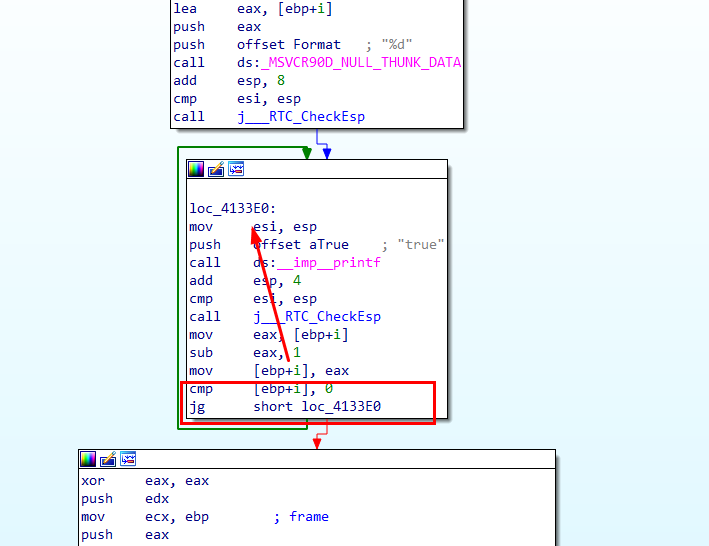 lea eax, [ebp+i]
push eax
push offset Format ; "%d"
call ds:_MSVCR90D_NULL_THUNK_DATA
add esp, 8
cmp esi, esp
call j___RTC_CheckEsp
loc_4133E0:
mov esi, esp
push offset aTrue ; "true"
call ds:__imp__printf
add esp, 4
cmp esi, esp
call j___RTC_CheckEsp
mov eax, [ebp+i]
sub eax, 1
mov [ebp+i], eax
cmp [ebp+i], 0
jg short loc_4133E0
xor eax, eax
push edx
mov ecx, ebp ; frame
push eax